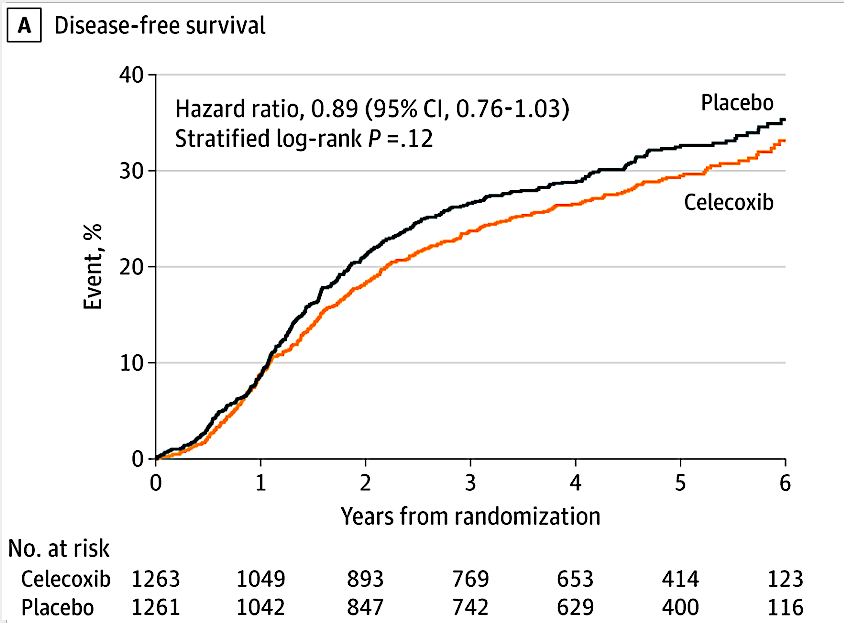 A Disease-free survival
40
30
20
10
0
Event, %
Hazard ratio, 0.89 (95% CI, 0.76-1.03)
Stratified log-rank P =.12
Placebo
Celecoxib
0 1 2 3 4 5 6
Years from randomization
No. at risk
Celecoxib 1263 1049 893 769 653 414 123
Placebo 1261 1042 847 742 629 400 116